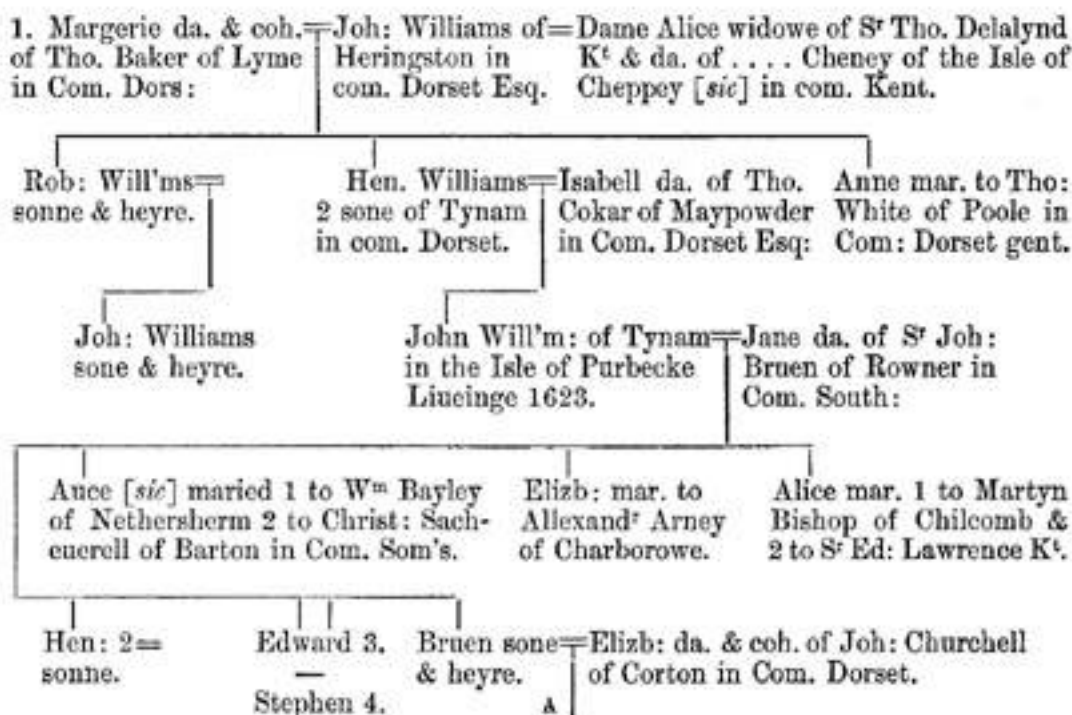 1. Margerie da. & coh.
of Tho. Baker of Lyme
in Com. Dors:
Joh: Williams of
Heringston in
com. Dorset Esq.
Dame Alice widowe of Sʳ Tho. Delalynd
Kᵗ & da. of .... Cheney of the Isle of
Cheppey [sic] in com. Kent.
Rob: Will'ms
sonne & heyre.
Hen. Williams
2 sone of Tynam
in com. Dorset.
Isabell da. of Tho.
Cokar of Maypowder
in Com. Dorset Esq:
Anne mar. to Tho:
White of Poole in
Com: Dorset gent.
Joh: Williams
sone & heyre.
John Will'm: of Tynam
in the Isle of Purbecke
Liueinge 1623.
Jane da. of Sʳ Joh:
Bruen of Rowner in
Com. South:
Auce [sic] maried 1 to Wᵐ Bayley
of Nethersherm 2 to Christ: Sach-
euerell of Barton in Com. Som's.
Elizb: mar. to
Allexandʳ Arney
of Charborowe.
Alice mar. 1 to Martyn
Bishop of Chilcomb &
2 to Sʳ Ed: Lawrence Kᵗ.
Hen: 2
sonne.
Edward 3.
—
Stephen 4.
Bruen sone
& heyre.
Elizb: da. & coh. of Joh: Churchell
of Corton in Com. Dorset.
A